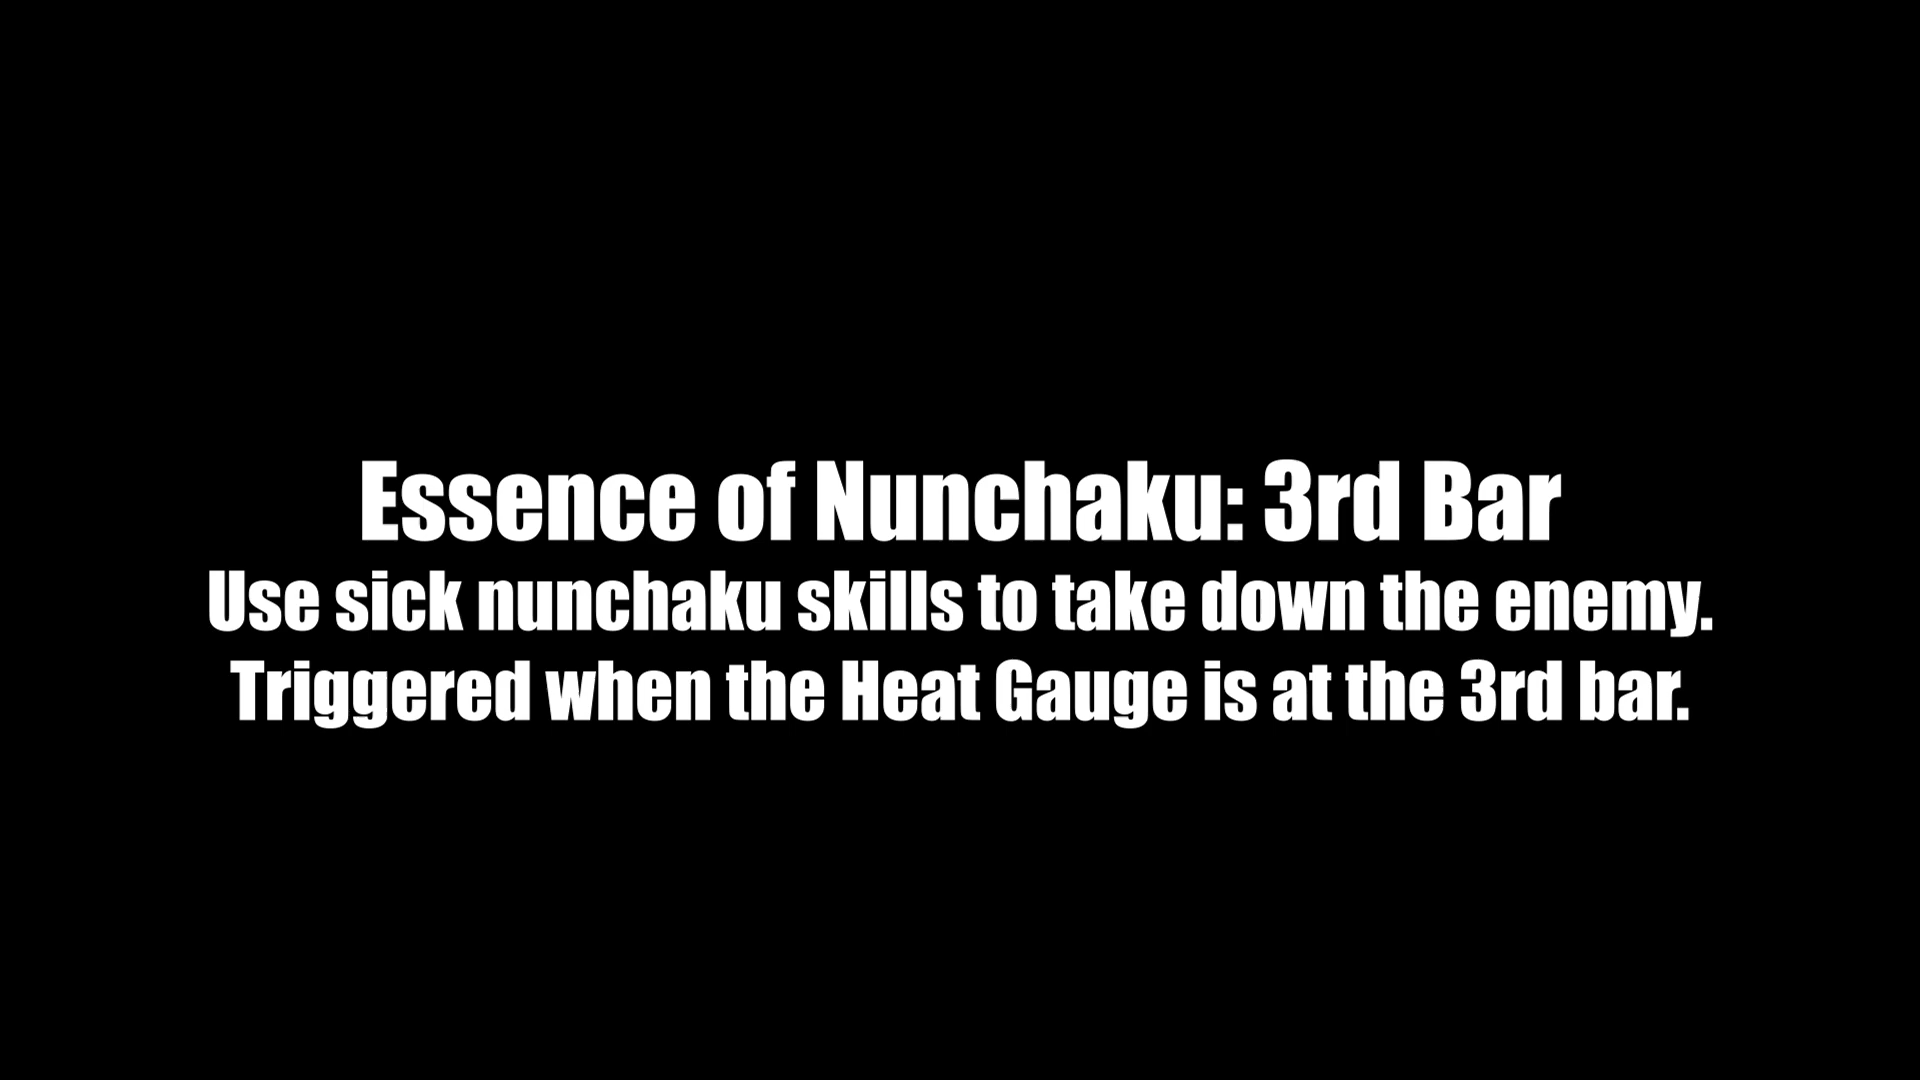 Essence of Nunchaku: 3rd Bar
Use sick nunchaku skills to take down the enemy.
Triggered when the Heat Gauge is at the 3rd bar.